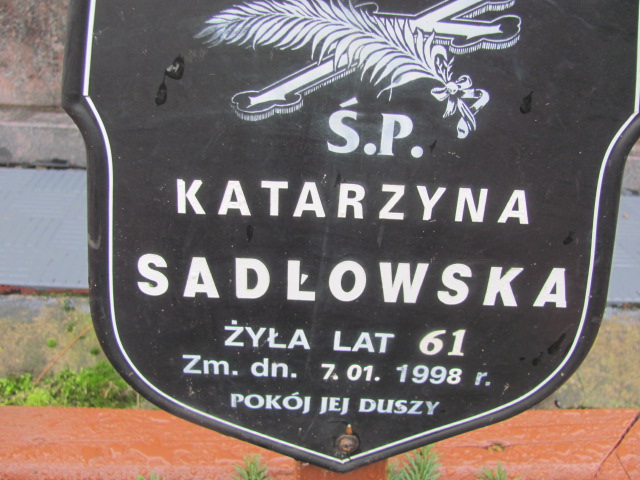 Ś.P.
KATARZYNA
SADŁOWSKA
ŻYŁA LAT 61
Zm. dn. 7.01. 1998 r.
POKÓJ JEJ DUSZY